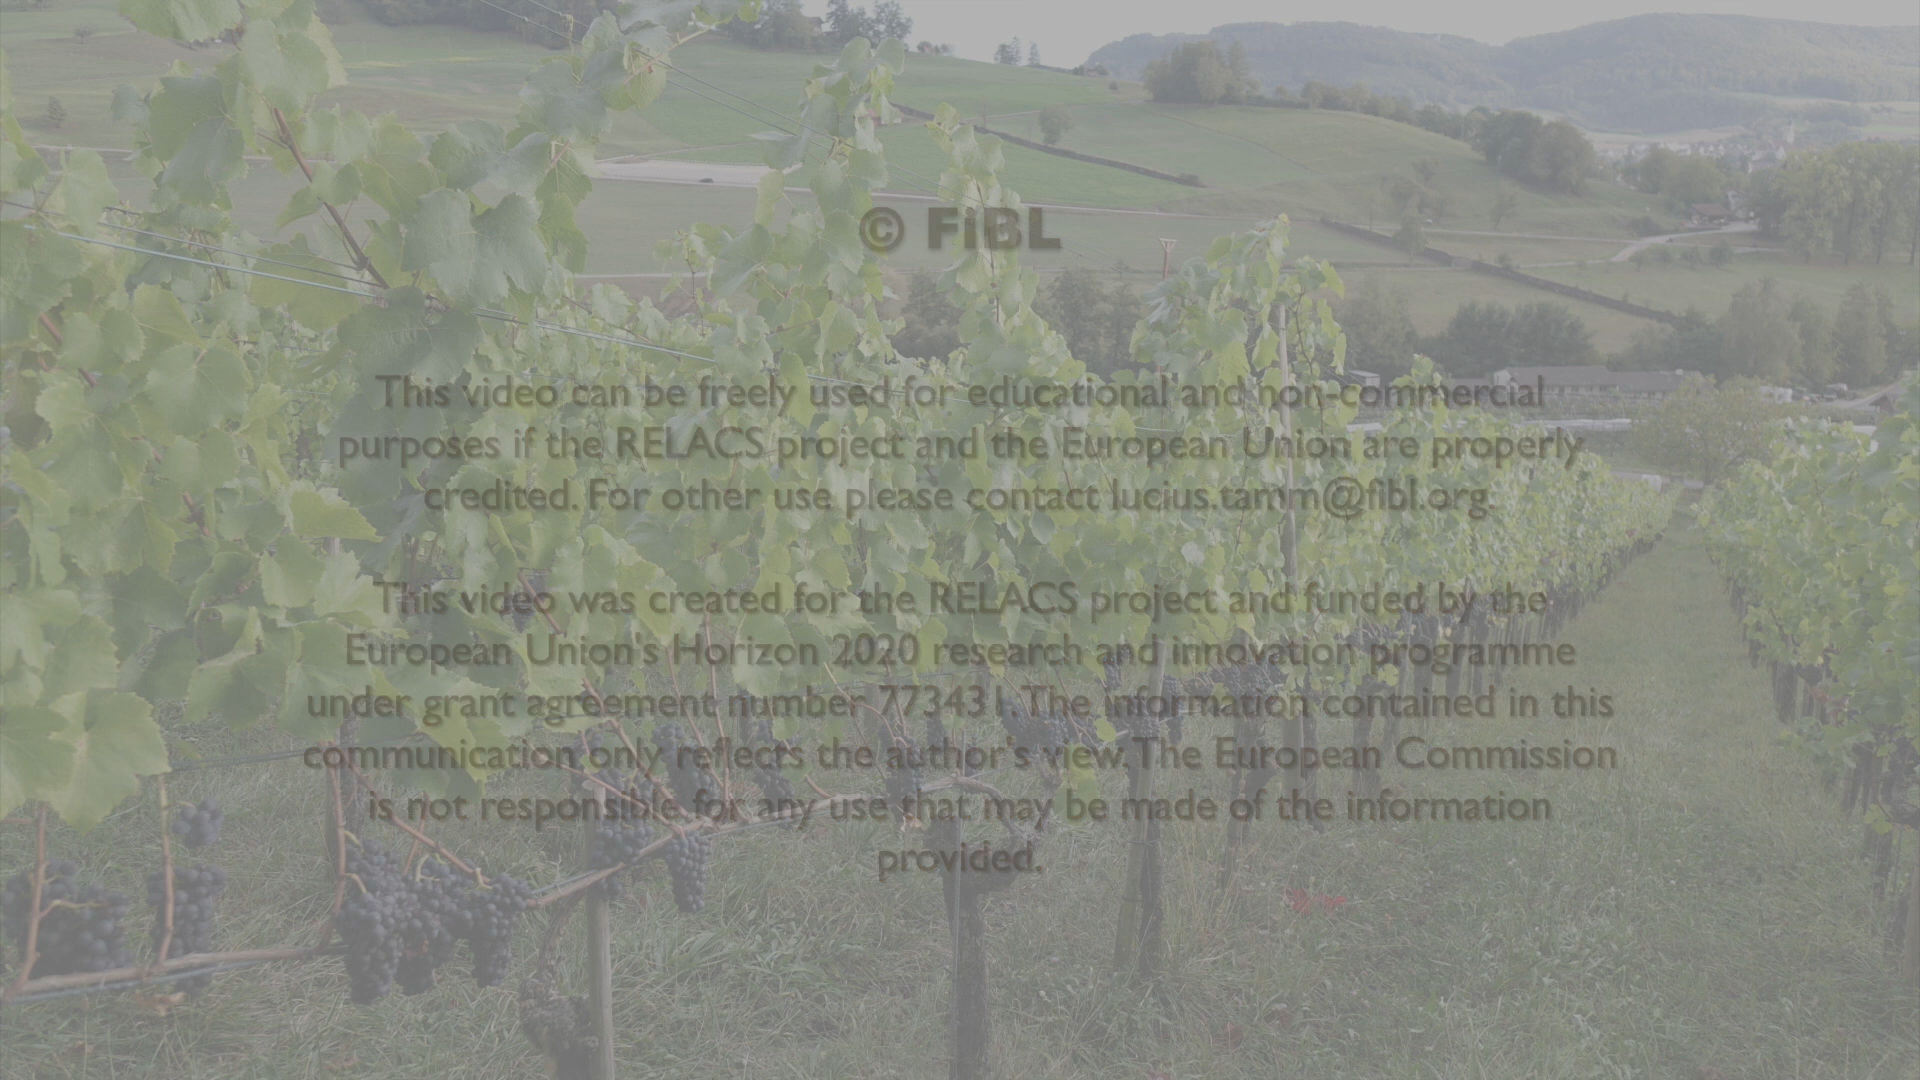 © FiBL
This video can be freely used for educational and non-commercial
purposes if the RELACS project and the European Union are properly
credited. For other use please contact lucius.tamm@fibl.org.
This video was created for the RELACS project and funded by the
European Union's Horizon 2020 research and innovation programme
under grant agreement number 773431. The information contained in this
communication only reflects the author's view. The European Commission
is not responsible for any use that may be made of the information
provided.